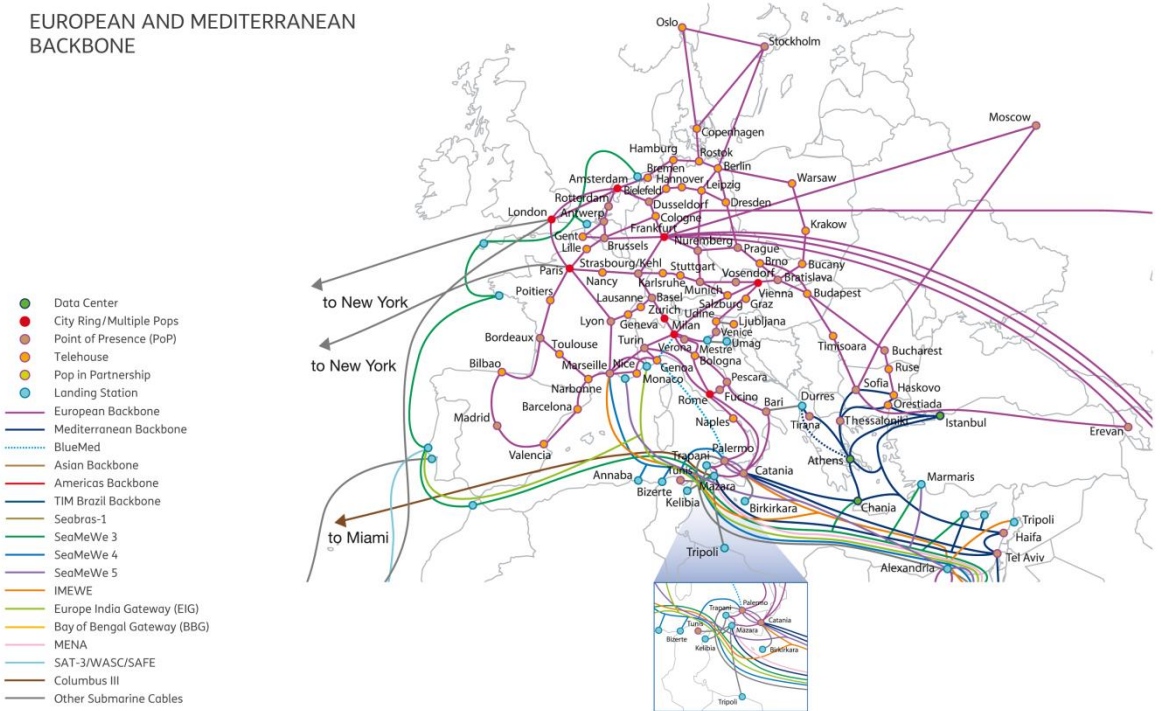 EUROPEAN AND MEDITERRANEAN
BACKBONE
Oslo
Stockholm
Moscow
Copenhagen
Hamburg
Rostok
Bremen
Berlin
Amsterdam
Hannover
Bielefeld
Leipzig
Warsaw
Rotterdam
Dusseldorf
Dresden
London
Antwerp
Cologne
Frankfurt
Krakow
Gent
Lille
Brussels
Nuremberg
Prague
Brno
Bucany
Paris
Strasbourg/Kehl
Stuttgart
Vosendorf
Bratislava
Nancy
Karlsruhe
Munich
Vienna
Budapest
to New York
Poitiers
Lausanne
Basel
Salzburg
Graz
Zurich
Udine
Lyon
Geneva
Milan
Ljubljana
Venice
to New York
Bordeaux
Toulouse
Turin
Verona
Umag
Mestre
Timisoara
Bucharest
Bilbao
Marseille
Nice
Genoa
Bologna
Ruse
Narbonne
Monaco
Pescara
Sofia
Haskovo
Barcelona
Rome
Fucino
Bari
Durres
Orestiada
Madrid
Naples
Tirana
Thessaloniki
Istanbul
Erevan
Valencia
Palermo
Trapani
Athens
Annaba
Tunis
Catania
Bizerte
Mazara
Marmaris
Kelibia
Birkirkara
Chania
to Miami
Tripoli
Haifa
Tripoli
Alexandria
Tel Aviv
Data Center
City Ring/Multiple Pops
Point of Presence (PoP)
Telehouse
Pop in Partnership
Landing Station
European Backbone
Mediterranean Backbone
BlueMed
Asian Backbone
Americas Backbone
TIM Brazil Backbone
Seabras-1
SeaMeWe 3
SeaMeWe 4
SeaMeWe 5
IMEWE
Europe India Gateway (EIG)
Bay of Bengal Gateway (BBG)
MENA
SAT-3/WASC/SAFE
Columbus III
Other Submarine Cables
Palermo
Trapani
Catania
Tunis
Mazara
Bizerte
Kelibia
Birkirkara
Tripoli